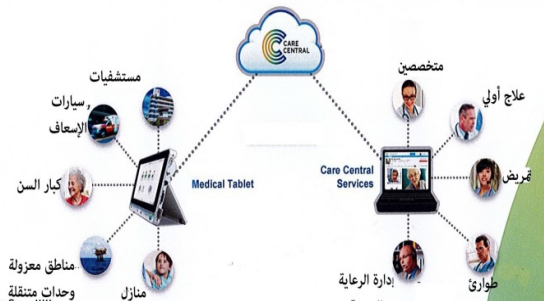 CARE
CENTRAL
مستشفيات
سيارات
الإسعاف
كبار السن
مناطق معزولة
وحدات متنقلة
منازل
Medical Tablet
Care Central
Services
متخصصين
علاج أولي
تمريض
طوارئ
إدارة الرعاية